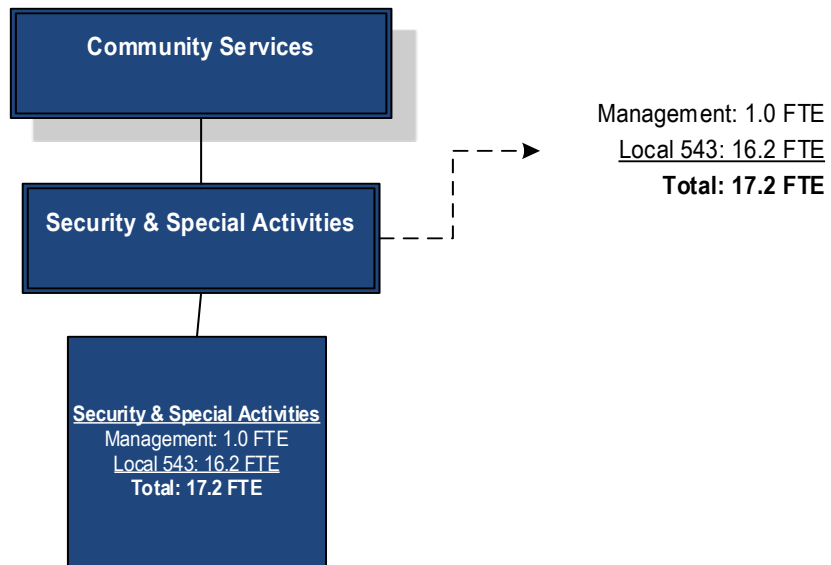 Community Services
Management: 1.0 FTE
Local 543: 16.2 FTE
Total: 17.2 FTE
Security & Special Activities
Security & Special Activities
Management: 1.0 FTE
Local 543: 16.2 FTE
Total: 17.2 FTE